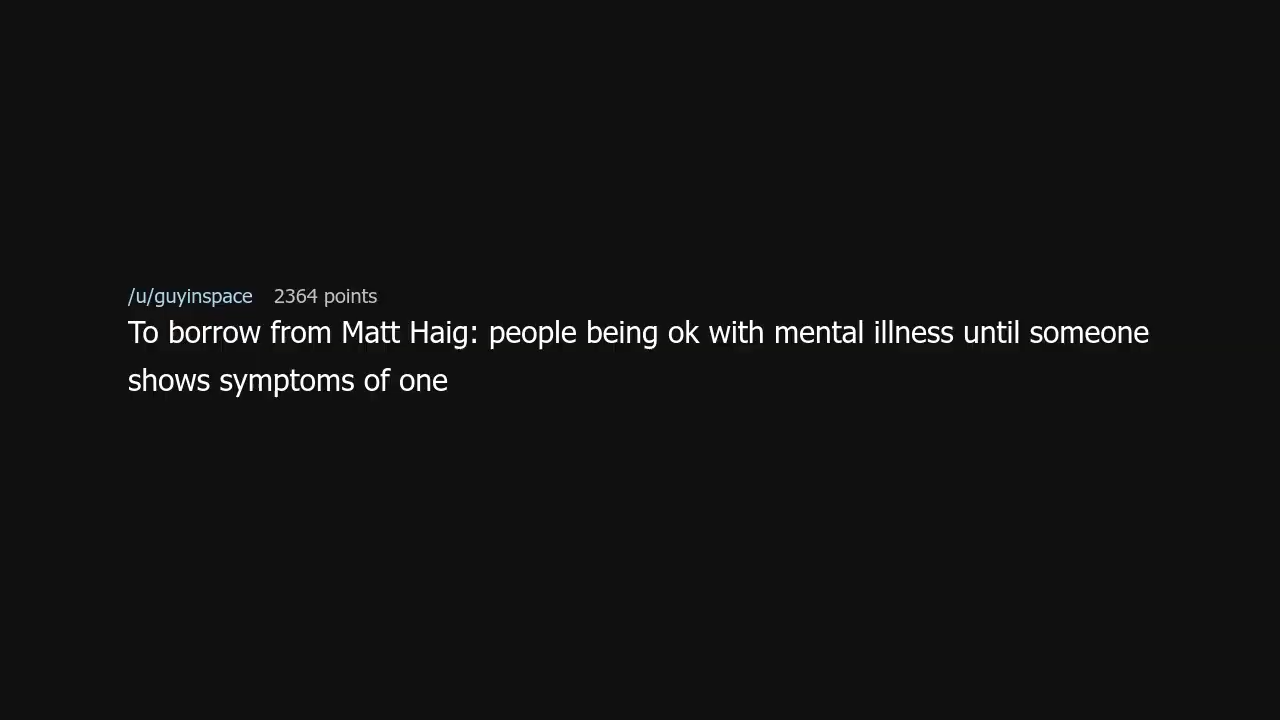 /u/guyinspace 2364 points
To borrow from Matt Haig: people being ok with mental illness until someone
shows symptoms of one